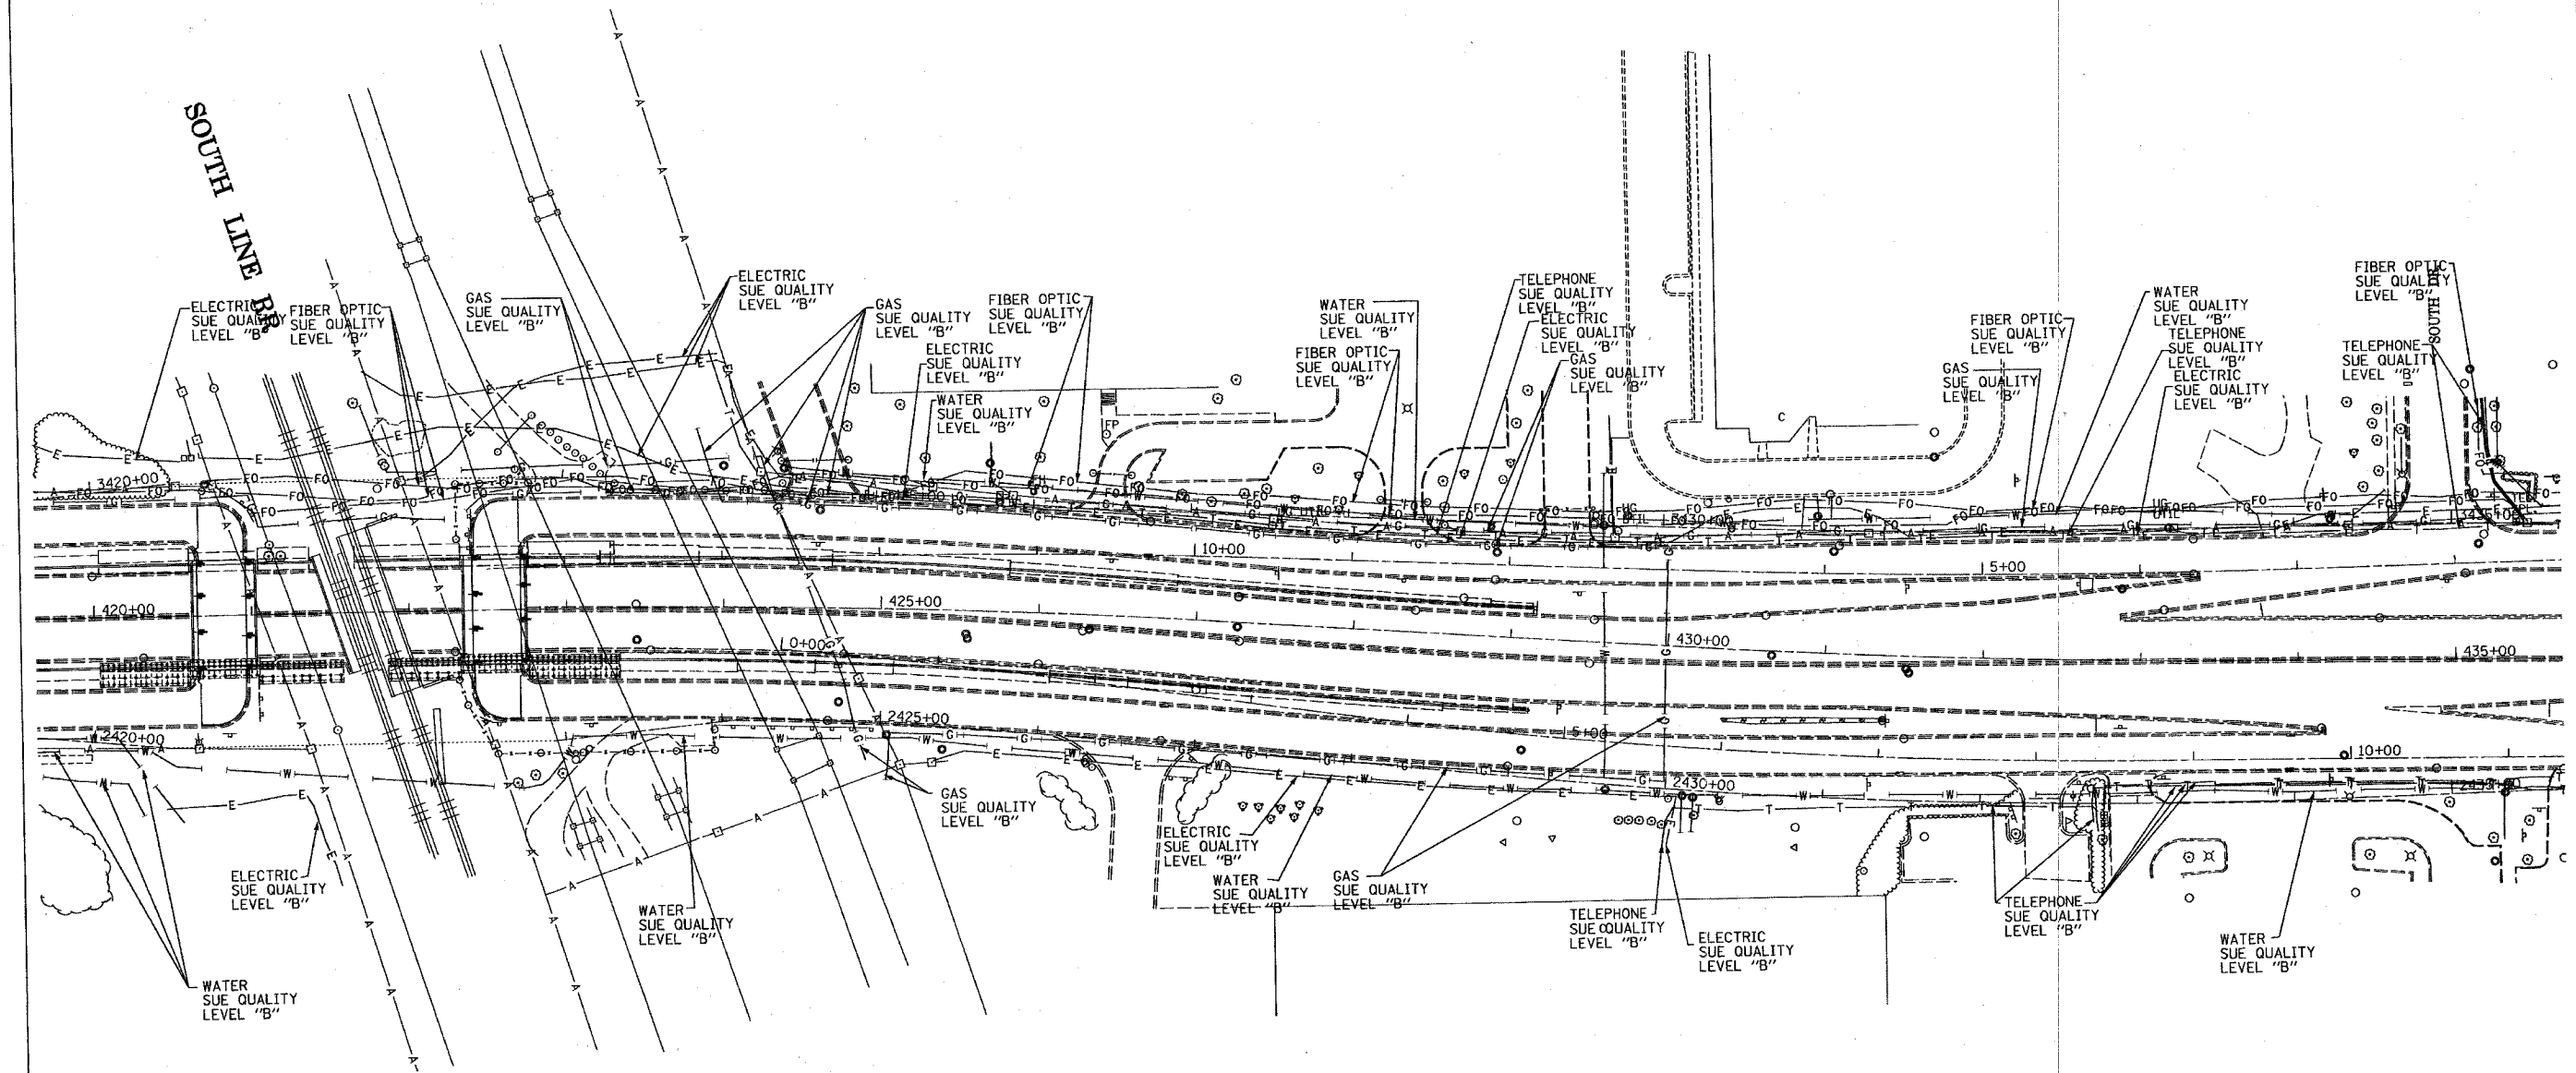 SOUTH LINE RR.
ELECTRIC
SUE QUALITY
LEVEL "B"
FIBER OPTIC
SUE QUALITY
LEVEL "B"
GAS
SUE QUALITY
LEVEL "B"
ELECTRIC
SUE QUALITY
LEVEL "B"
GAS
SUE QUALITY
LEVEL "B"
FIBER OPTIC
SUE QUALITY
LEVEL "B"
ELECTRIC
SUE QUALITY
LEVEL "B"
WATER
SUE QUALITY
LEVEL "B"
WATER
SUE QUALITY
LEVEL "B"
FIBER OPTIC
SUE QUALITY
LEVEL "B"
TELEPHONE
SUE QUALITY
LEVEL "B"
ELECTRIC
SUE QUALITY
LEVEL "B"
GAS
SUE QUALITY
LEVEL "B"
FIBER OPTIC
SUE QUALITY
LEVEL "B"
GAS
SUE QUALITY
LEVEL "B"
WATER
SUE QUALITY
LEVEL "B"
TELEPHONE
SUE QUALITY
LEVEL "B"
ELECTRIC
SUE QUALITY
LEVEL "B"
FIBER OPTIC
SUE QUALITY
LEVEL "B"
SOUTH DR.
TELEPHONE
SUE QUALITY
LEVEL "B"
FP
C
3420+00
10+00
5+00
420+00
425+00
0+00
430+00
435+00
2420+00
2425+00
5+00
2430+00
10+00
ELECTRIC
SUE QUALITY
LEVEL "B"
WATER
SUE QUALITY
LEVEL "B"
WATER
SUE QUALITY
LEVEL "B"
GAS
SUE QUALITY
LEVEL "B"
ELECTRIC
SUE QUALITY
LEVEL "B"
WATER
SUE QUALITY
LEVEL "B"
GAS
SUE QUALITY
LEVEL "B"
TELEPHONE
SUE QUALITY
LEVEL "B"
ELECTRIC
SUE QUALITY
LEVEL "B"
TELEPHONE
SUE QUALITY
LEVEL "B"
WATER
SUE QUALITY
LEVEL "B"